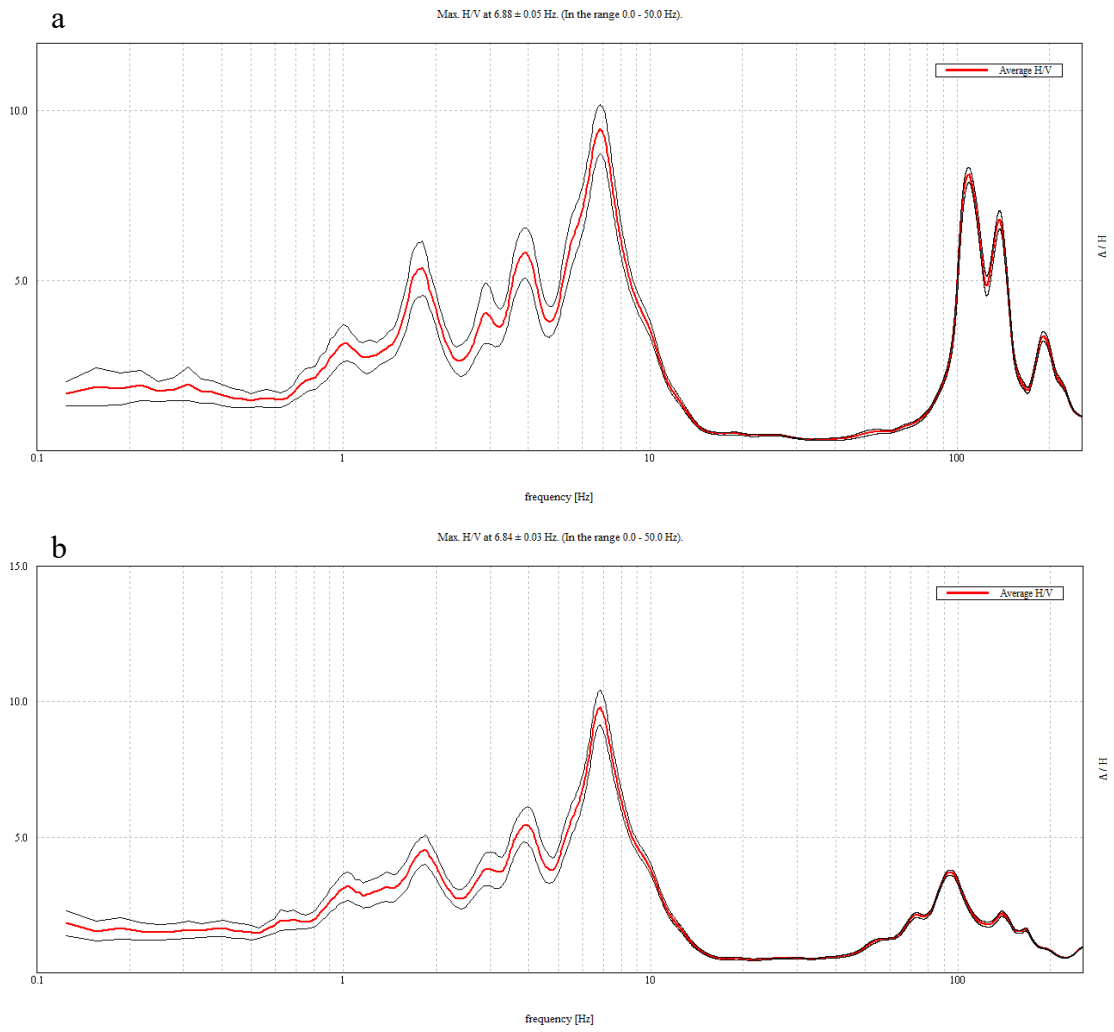 a
Max. H/V at 6.88 ± 0.05 Hz. (In the range 0.0 - 50.0 Hz).
Average H/V
10.0
H / V
5.0
0.1 1 10 100
frequency [Hz]
b
Max. H/V at 6.84 ± 0.03 Hz. (In the range 0.0 - 50.0 Hz).
15.0
Average H/V
10.0
H / V
5.0
0.1 1 10 100
frequency [Hz]